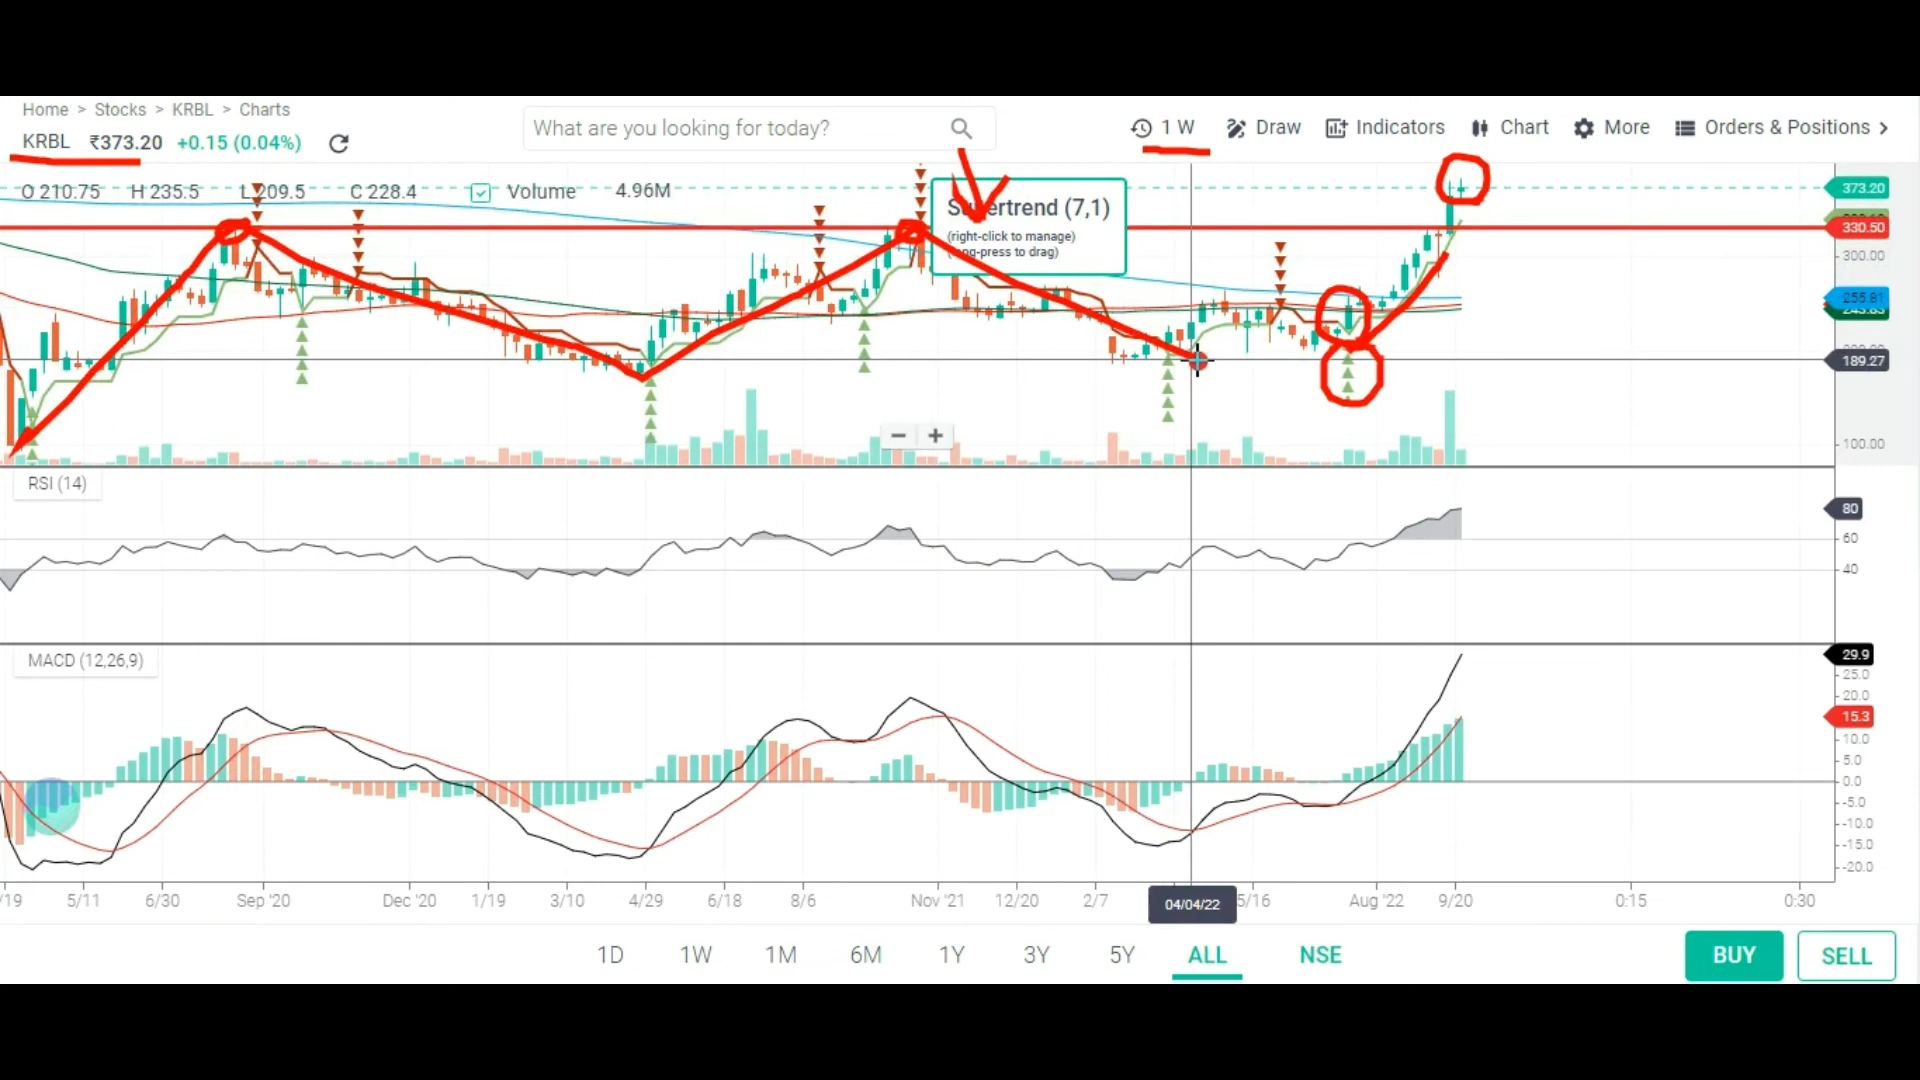 Home > Stocks > KRBL > Charts
KRBL ₹373.20 +0.15 (0.04%)
What are you looking for today?
1 W Draw Indicators Chart More Orders & Positions >
O 210.75 H 235.5 L 209.5 C 228.4 Volume 4.96M
373.20
Supertrend (7,1)
(right-click to manage)
(long-press to drag)
330.50
300.00
255.81
243.83
189.27
100.00
− +
RSI (14)
80
60
40
MACD (12,26,9)
29.9
25.0
20.0
15.3
10.0
5.0
0.0
-5.0
-10.0
-15.0
-20.0
/19 5/11 6/30 Sep '20 Dec '20 1/19 3/10 4/29 6/18 8/6 Nov '21 12/20 2/7 04/04/22 5/16 Aug '22 9/20 0:15 0:30
1D 1W 1M 6M 1Y 3Y 5Y ALL NSE BUY SELL